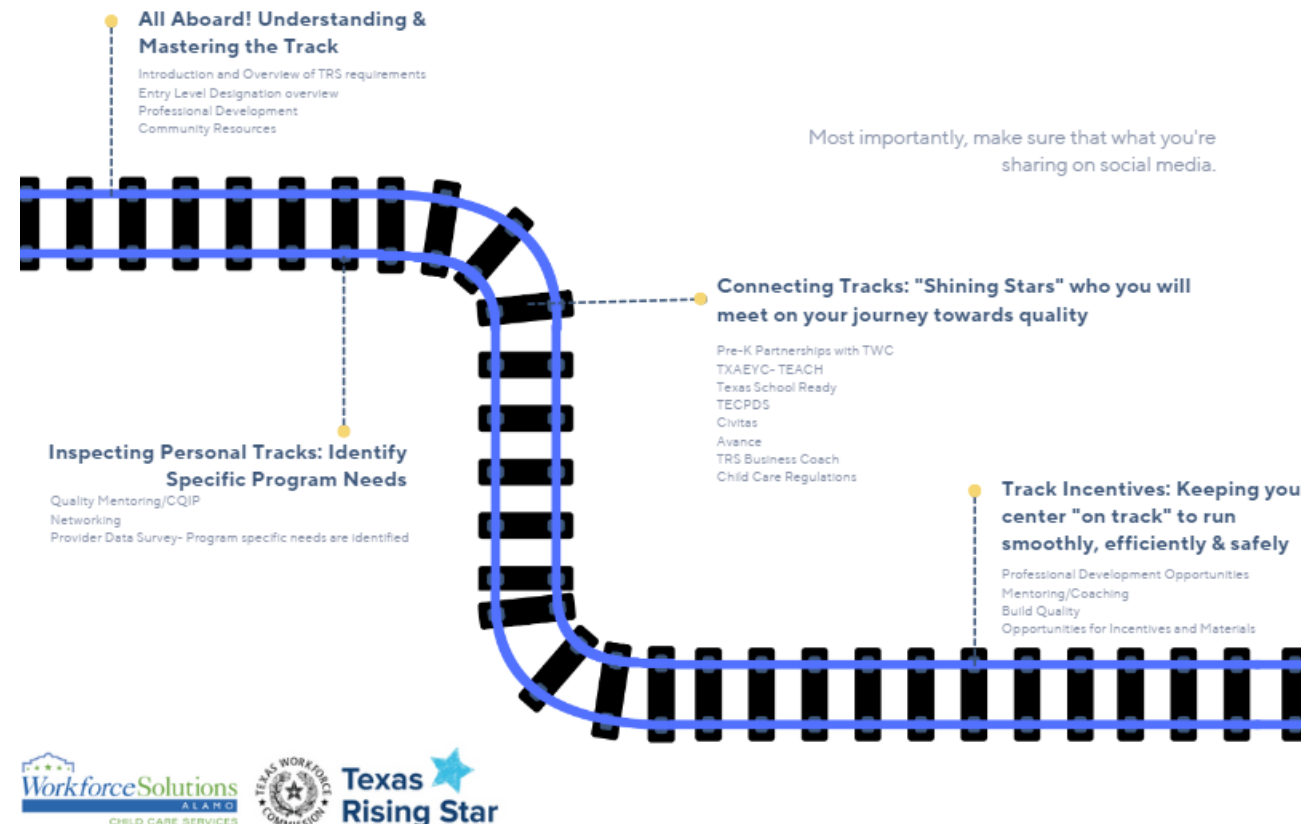 All Aboard! Understanding &
Mastering the Track
Introduction and Overview of TRS requirements
Entry Level Designation overview
Professional Development
Community Resources
Most importantly, make sure that what you're
sharing on social media.
Connecting Tracks: "Shining Stars" who you will
meet on your journey towards quality
Pre-K Partnerships with TWC
TXAEYC- TEACH
Texas School Ready
TECPDS
Civitas
Avance
TRS Business Coach
Child Care Regulations
Inspecting Personal Tracks: Identify
Specific Program Needs
Quality Mentoring/CQIP
Networking
Provider Data Survey- Program specific needs are identified
Track Incentives: Keeping you
center "on track" to run
smoothly, efficiently & safely
Professional Development Opportunities
Mentoring/Coaching
Build Quality
Opportunities for Incentives and Materials
WorkforceSolutions
ALAMO
CHILD CARE SERVICES
TEXAS WORKFORCE
COMMISSION
Texas
Rising Star